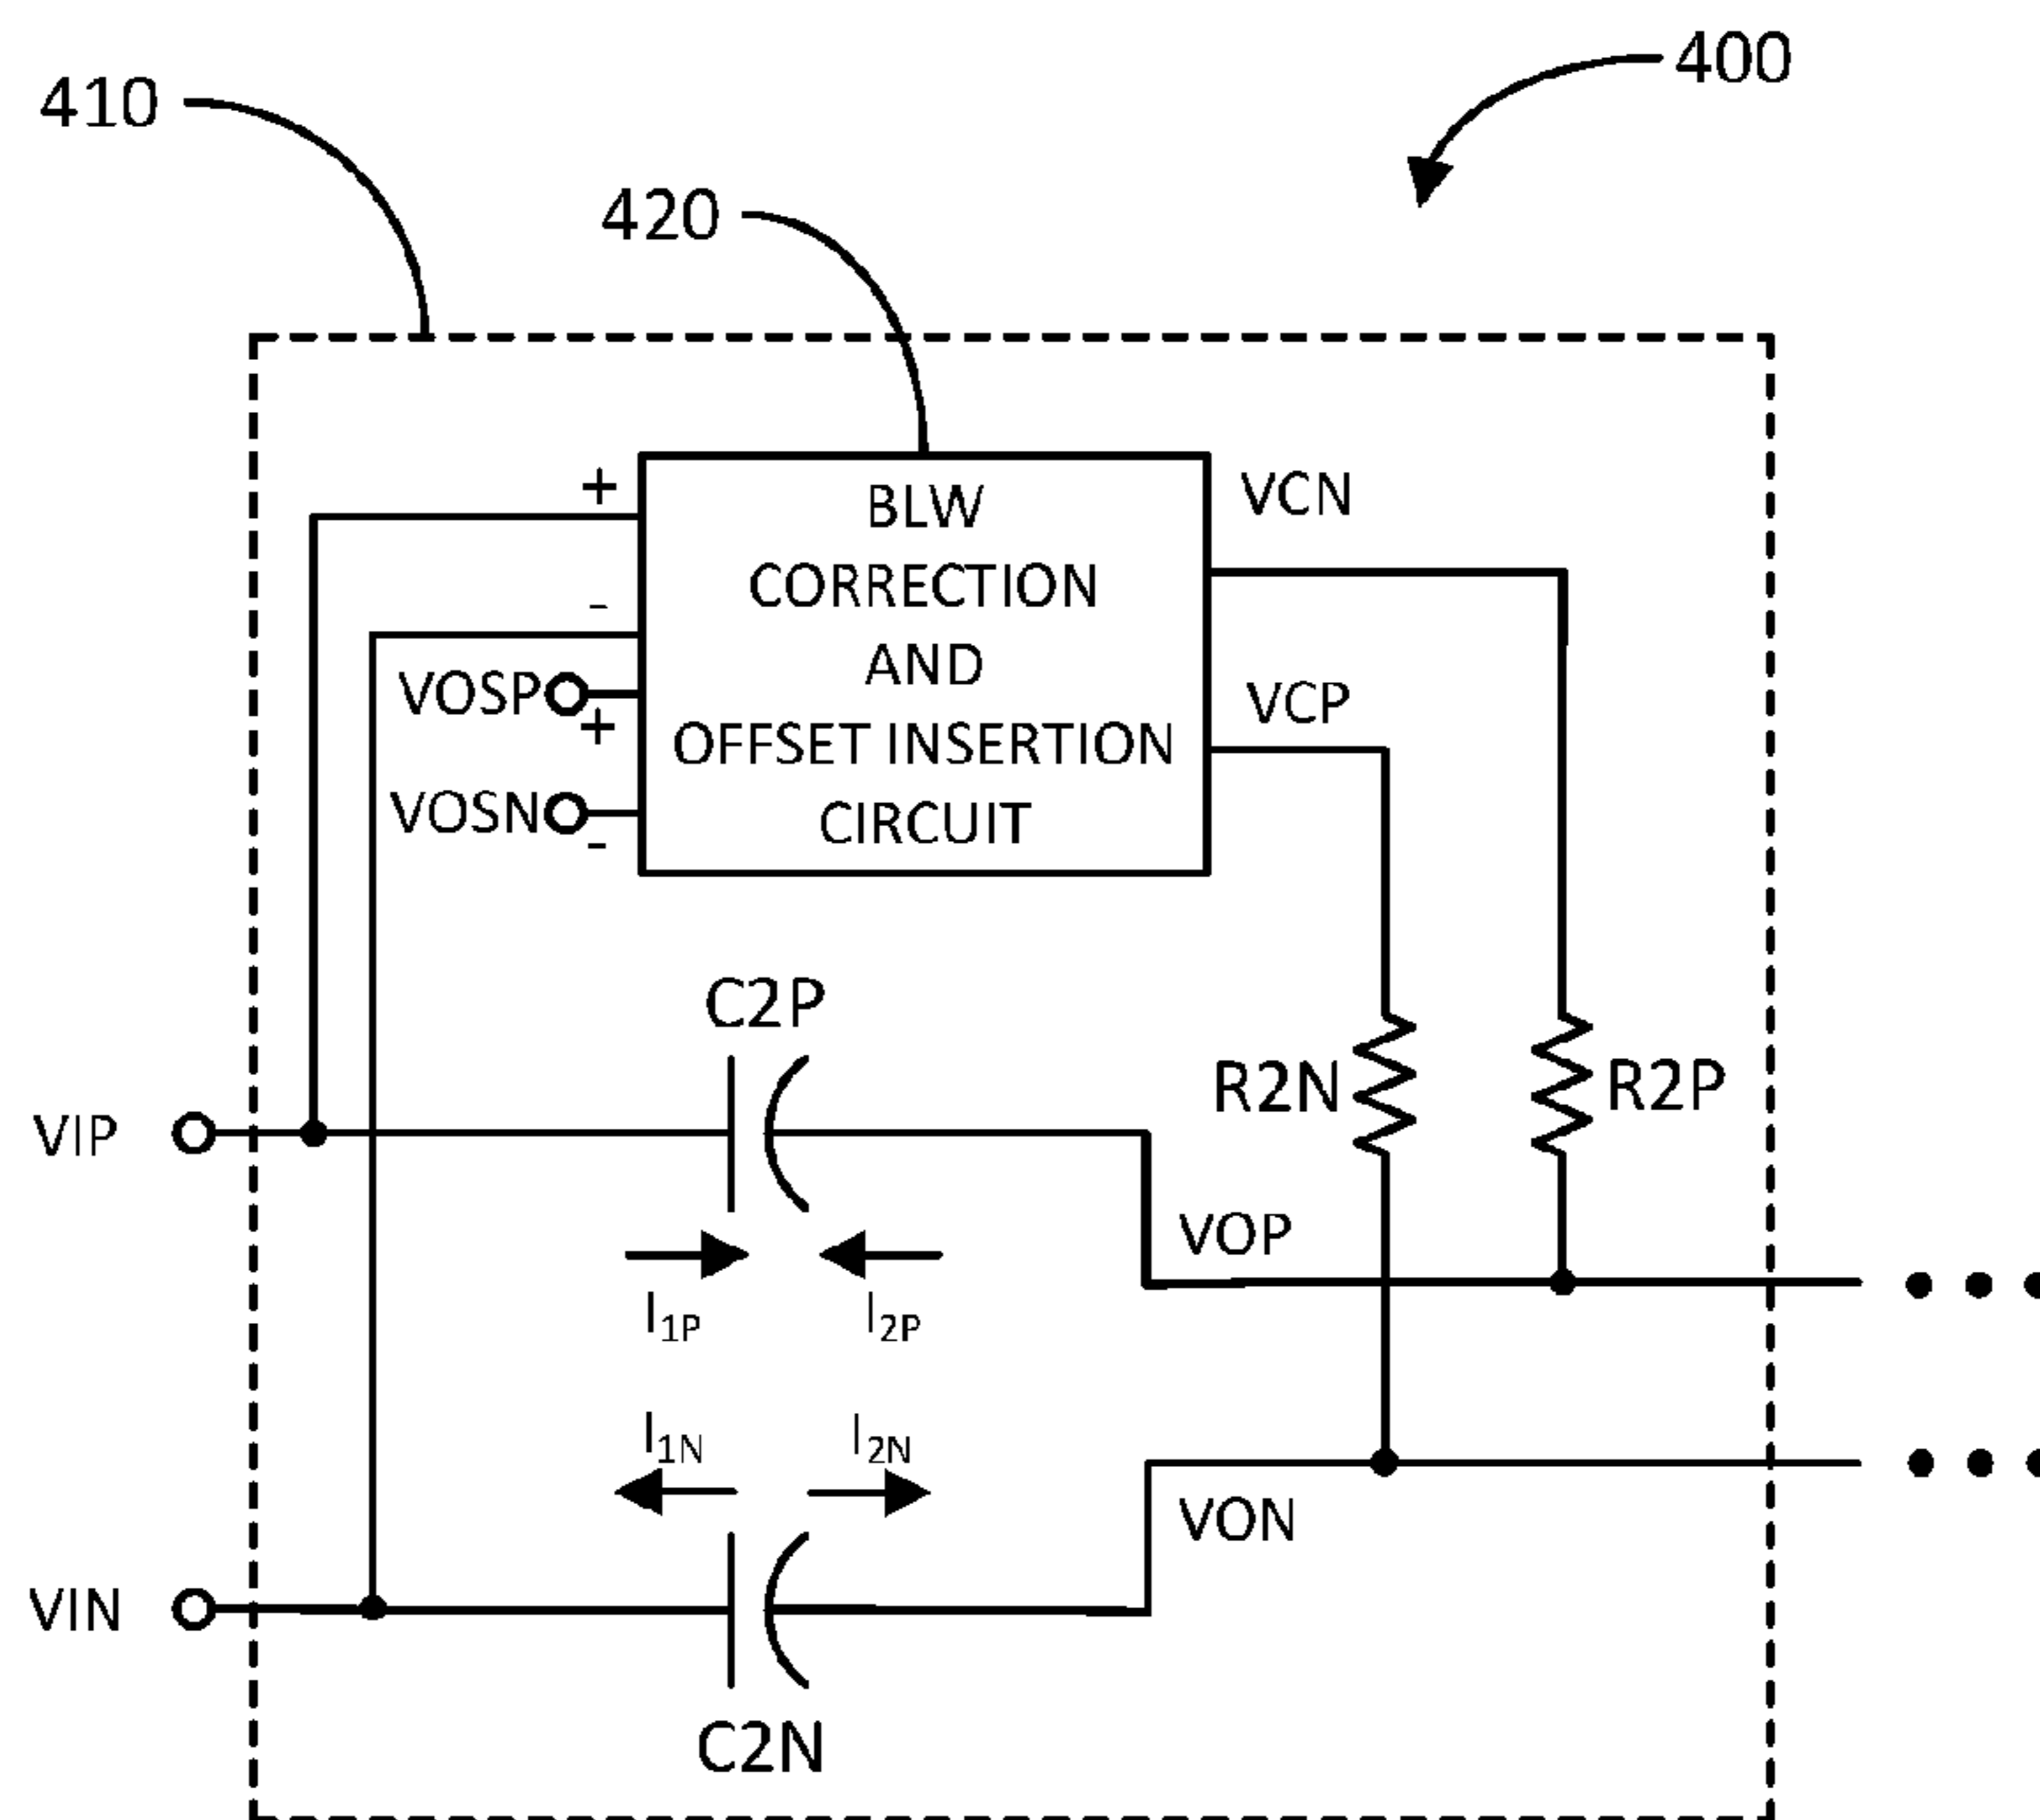 400
410
420
+
BLW
CORRECTION
AND
OFFSET INSERTION
CIRCUIT
VCN
-
VOSP
+
VCP
VOSN
-
C2P
R2N
R2P
VIP
VOP
I1P
I2P
I1N
I2N
VON
VIN
C2N